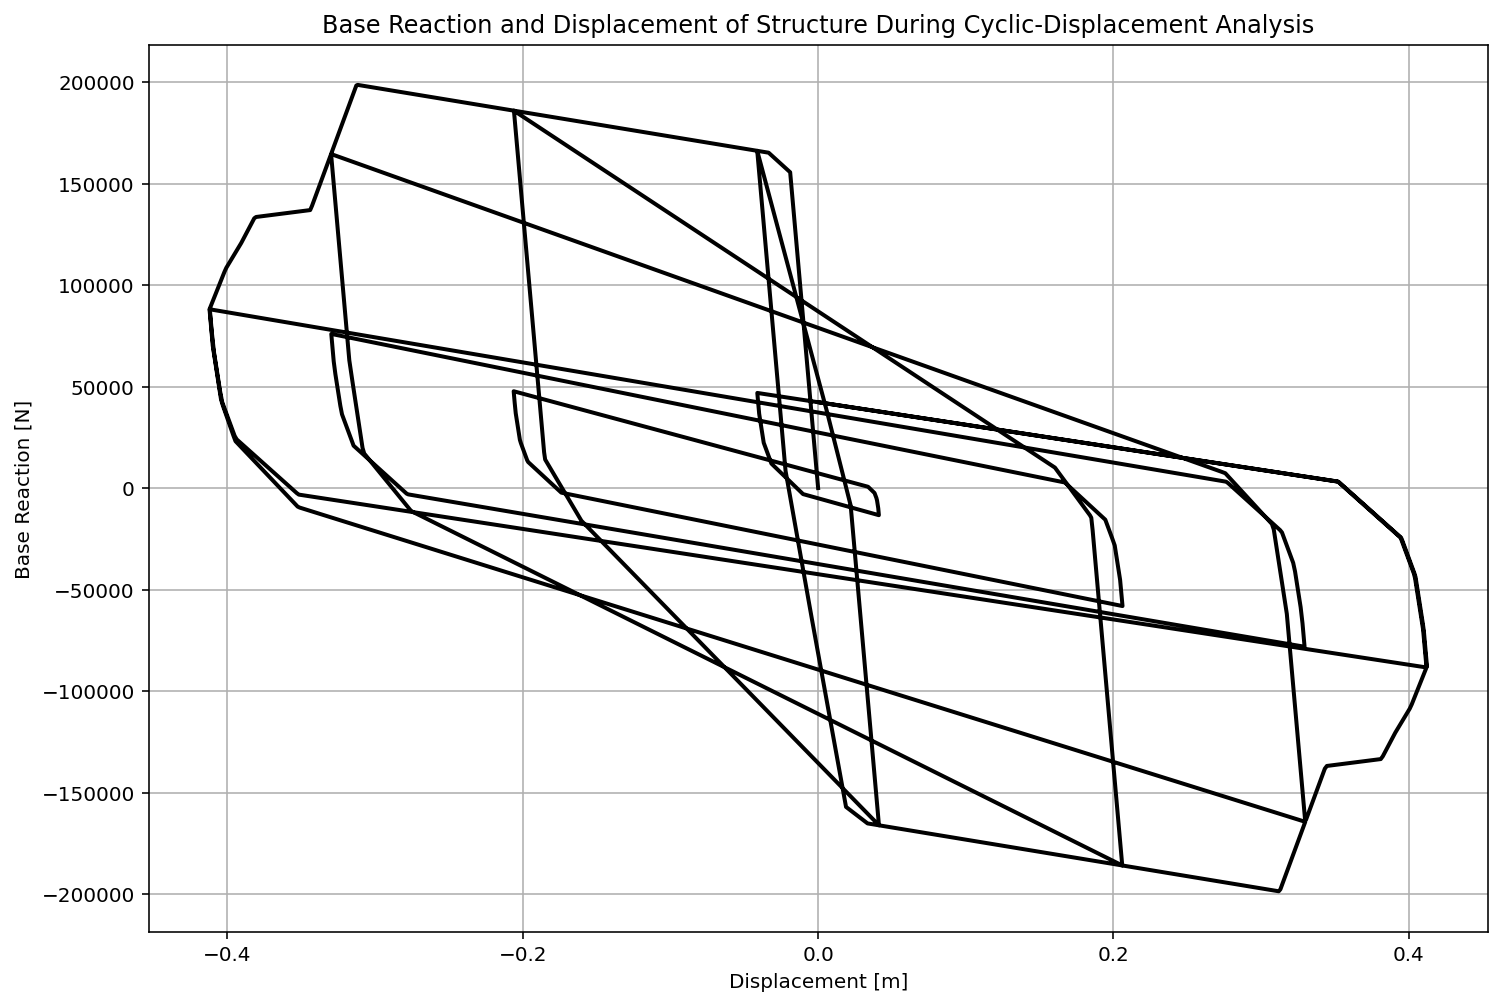 Base Reaction and Displacement of Structure During Cyclic-Displacement Analysis
200000
150000
100000
50000
0
−50000
−100000
−150000
−200000
Base Reaction [N]
−0.4 −0.2 0.0 0.2 0.4
Displacement [m]